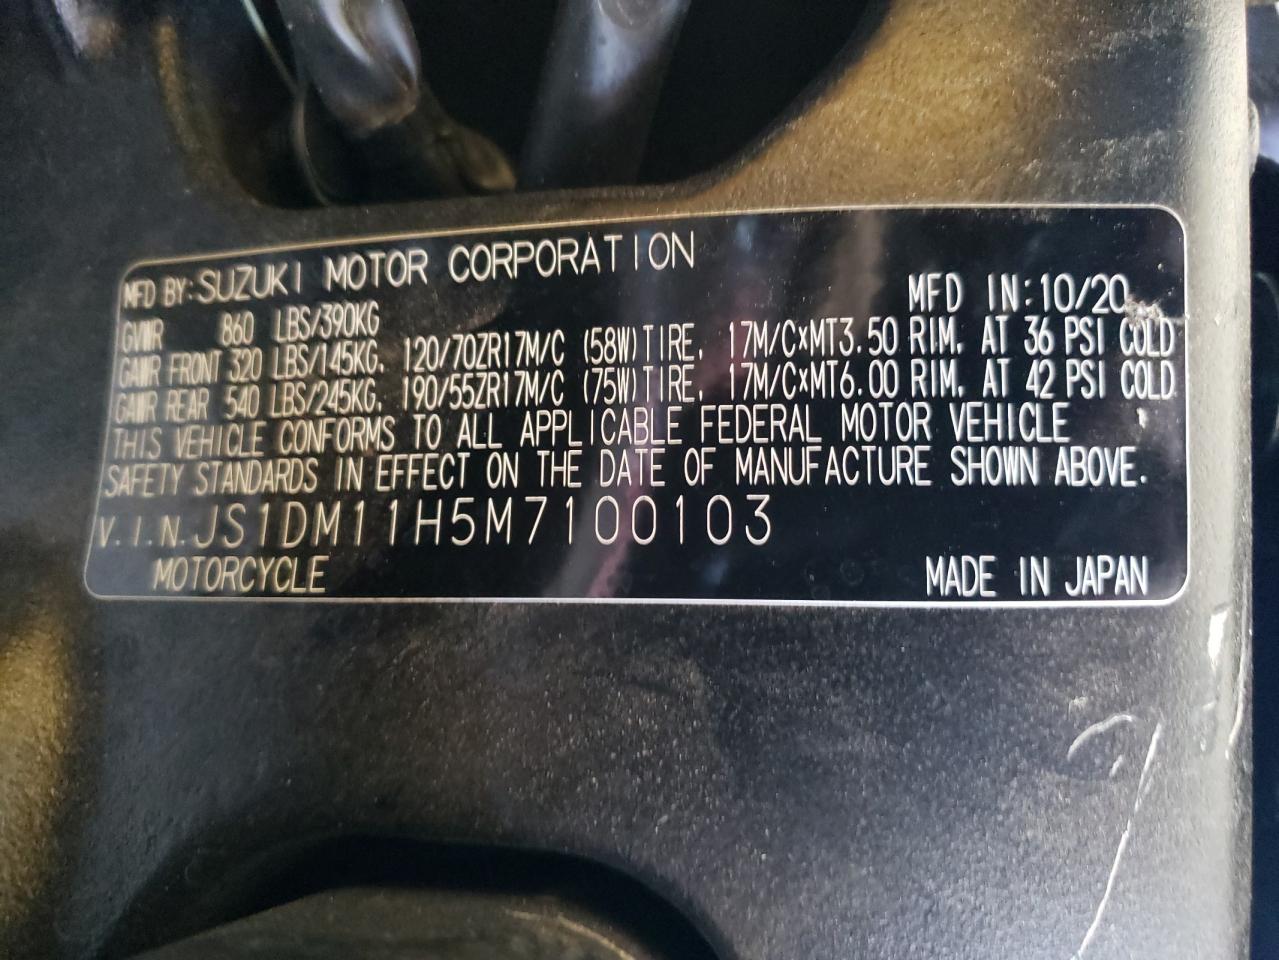 MFD BY: SUZUKI MOTOR CORPORATION MFD IN: 10/20
GVWR 860 LBS/390KG
GAWR FRONT 320 LBS/145KG, 120/70ZR17M/C (58W) TIRE, 17M/C×MT3.50 RIM, AT 36 PSI COLD
GAWR REAR 540 LBS/245KG, 190/55ZR17M/C (75W) TIRE, 17M/C×MT6.00 RIM, AT 42 PSI COLD
THIS VEHICLE CONFORMS TO ALL APPLICABLE FEDERAL MOTOR VEHICLE
SAFETY STANDARDS IN EFFECT ON THE DATE OF MANUFACTURE SHOWN ABOVE.
V.I.N. JS1DM11H5M7100103
MOTORCYCLE MADE IN JAPAN